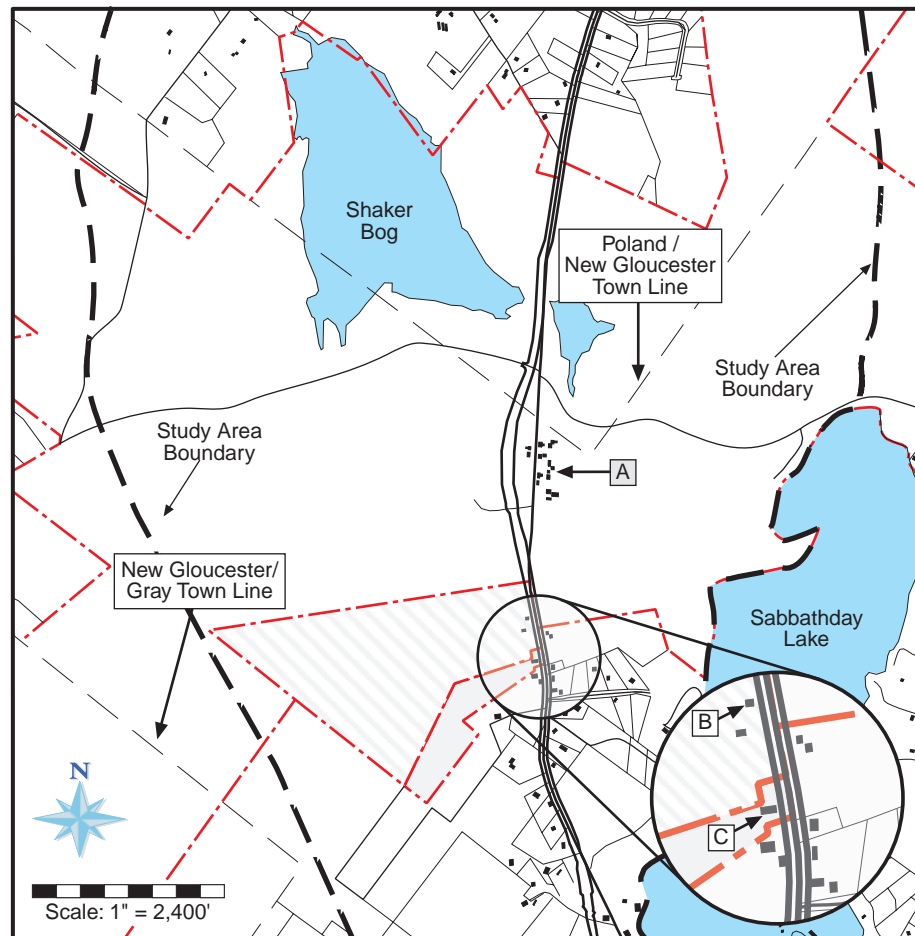 Shaker
Bog
Poland /
New Gloucester
Town Line
Study Area
Boundary
Study Area
Boundary
A
New Gloucester/
Gray Town Line
Sabbathday
Lake
B
C
N
Scale: 1" = 2,400'